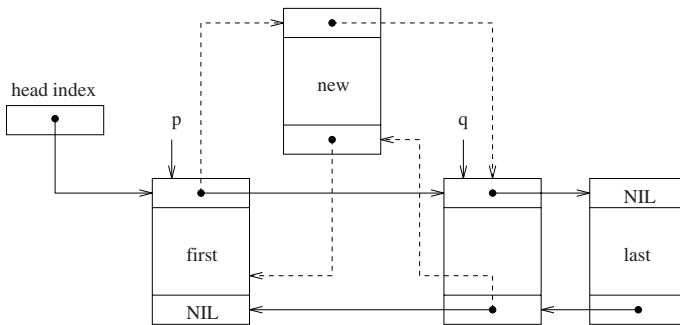 new
head index
p
q
NIL
first
last
NIL